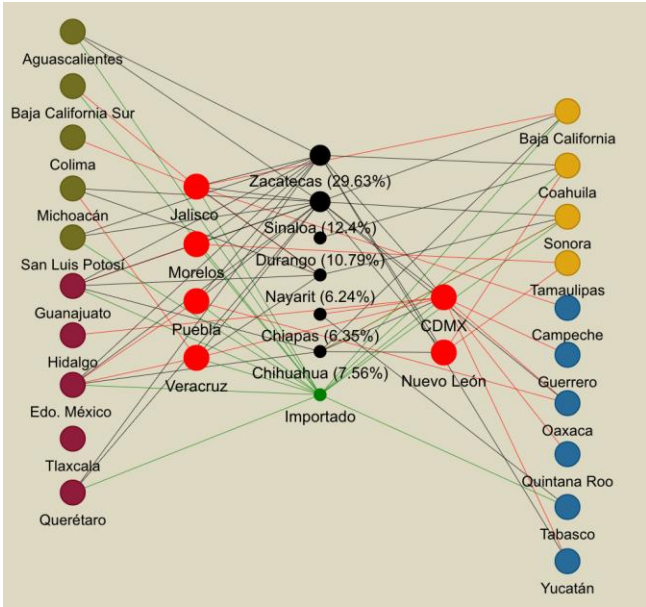 Aguascalientes
Baja California Sur
Colima
Michoacán
San Luis Potosí
Guanajuato
Hidalgo
Edo. México
Tlaxcala
Querétaro
Jalisco
Morelos
Puebla
Veracruz
Zacatecas (29.63%)
Sinaloa (12.4%)
Durango (10.79%)
Nayarit (6.24%)
Chiapas (6.35%)
Chihuahua (7.56%)
Importado
CDMX
Nuevo León
Baja California
Coahuila
Sonora
Tamaulipas
Campeche
Guerrero
Oaxaca
Quintana Roo
Tabasco
Yucatán